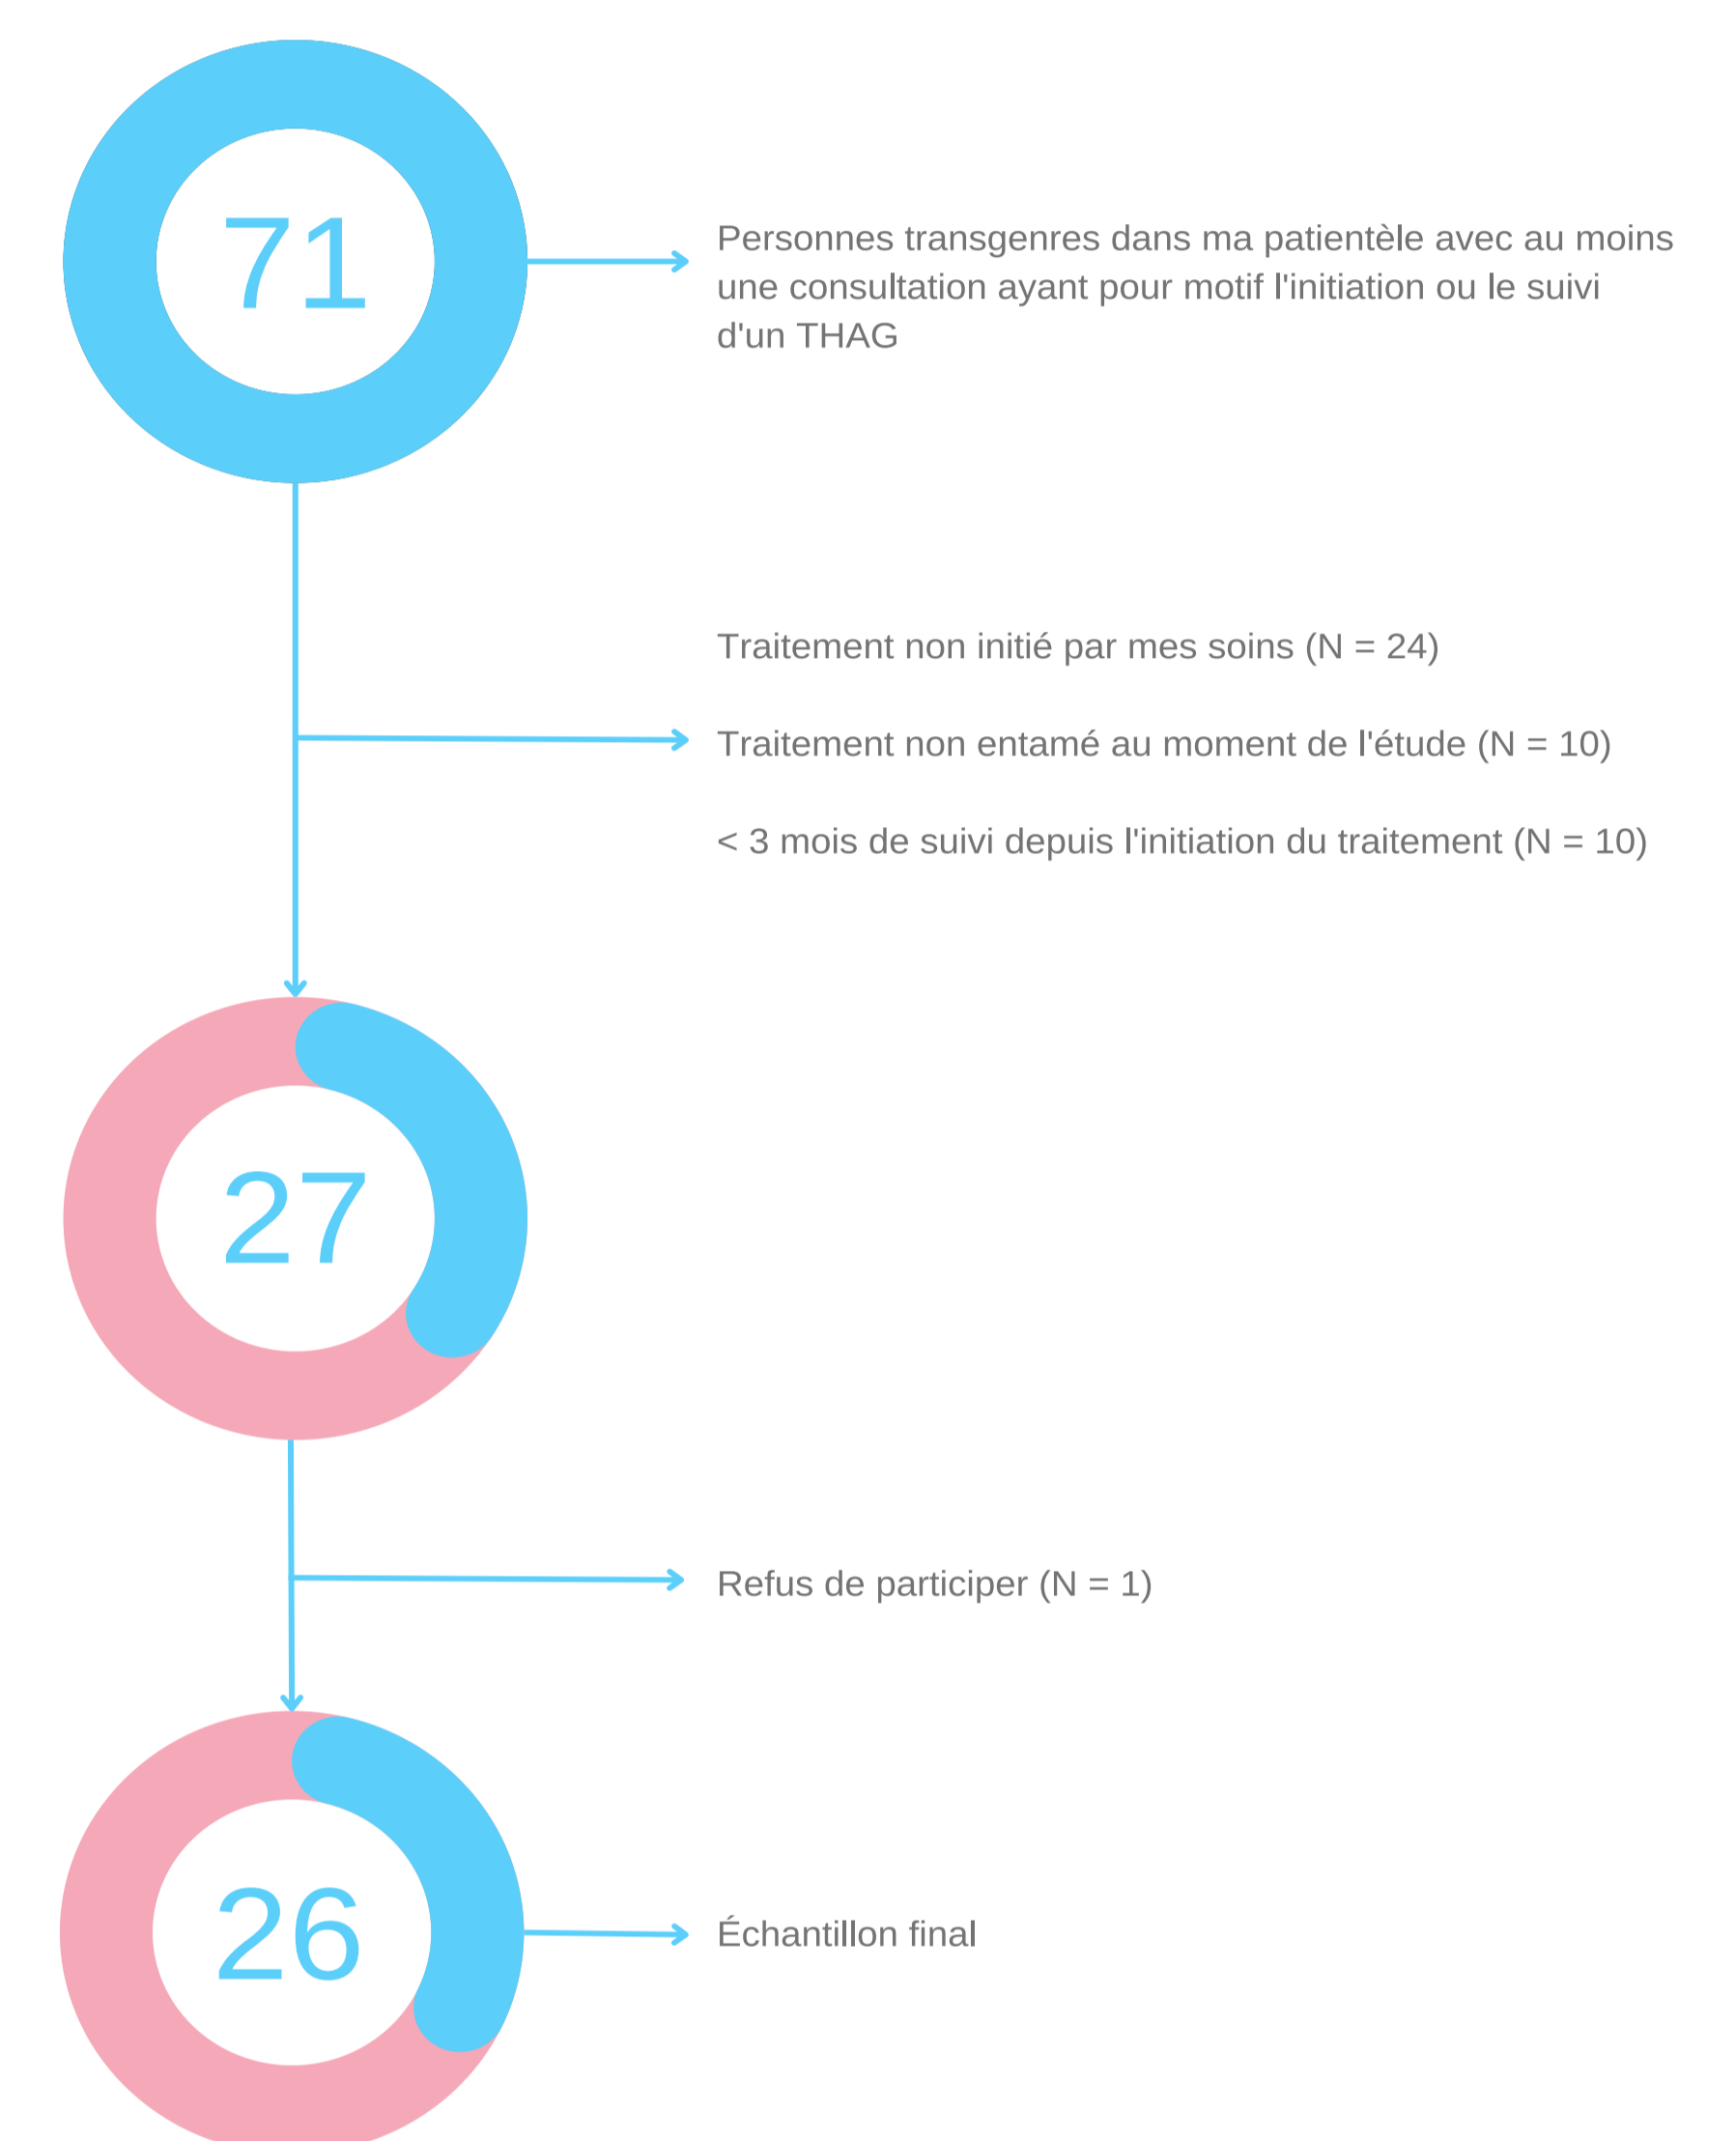 71
Personnes transgenres dans ma patientèle avec au moins
une consultation ayant pour motif l'initiation ou le suivi
d'un THAG
Traitement non initié par mes soins (N = 24)
Traitement non entamé au moment de l'étude (N = 10)
< 3 mois de suivi depuis l'initiation du traitement (N = 10)
27
Refus de participer (N = 1)
26
Échantillon final